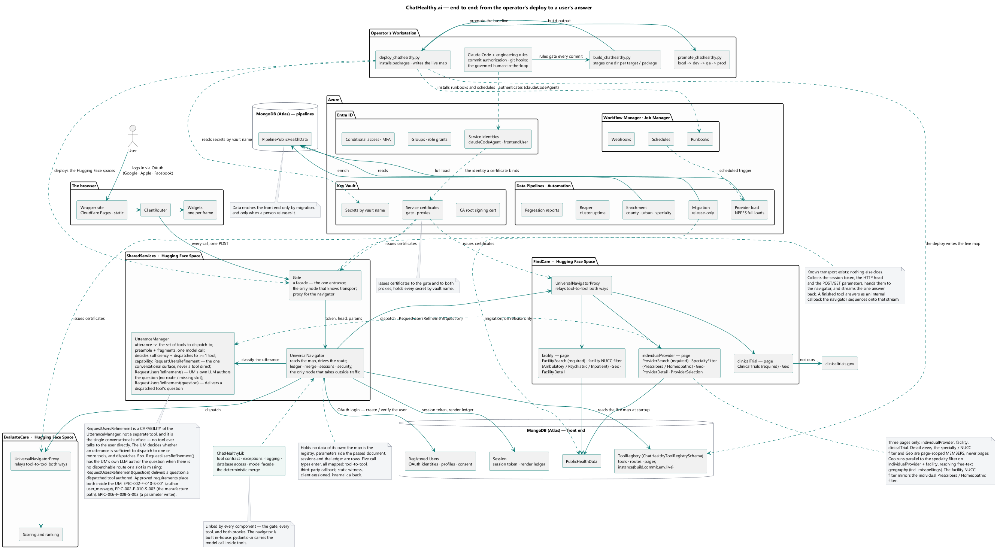 ChatHealthy.ai — end to end: from the operator's deploy to a user's answer
promote the baseline
build output
Operator's Workstation
deploy_chathealthy.py
installs packages · writes the live map
Claude Code + engineering rules
commit authorization · git hooks;
the governed human-in-the-loop
rules gate every commit
build_chathealthy.py
stages one dir per target / package
promote_chathealthy.py
local -> dev -> qa -> prod
installs runbooks and schedules
authenticates (claudeCodeAgent)
Azure
MongoDB (Atlas) — pipelines
PipelinePublicHealthData
Entra ID
Conditional access · MFA
Groups · role grants
Service identities
claudeCodeAgent · frontendUser
Workflow Manager · Job Manager
Webhooks
Schedules
Runbooks
User
reads secrets by vault name
deploys the Hugging Face spaces
logs in via OAuth
(Google · Apple · Facebook)
enrich
reads
full load
the identity a certificate binds
scheduled trigger
The browser
Wrapper site
Cloudflare Pages · static
ClientRouter
Widgets
one per frame
Data reaches the front end only by migration,
and only when a person releases it.
Key Vault
Secrets by vault name
Service certificates
gate · proxies
CA root signing cert
Data Pipelines · Automation
Regression reports
Reaper
cluster uptime
Enrichment
county · urban · specialty
Migration
release-only
Provider load
NPPES full loads
every call, one POST
issues certificates
issues certificates
the deploy writes the live map
SharedServices · Hugging Face Space
Gate
a facade — the one entrance;
the only node that knows transport;
proxy for the navigator
Issues certificates to the gate and to both
proxies; holds every secret by vault name.
FindCare · Hugging Face Space
UniversalNavigatorProxy
relays tool-to-tool both ways
Knows transport exists; nothing else does.
Collects the session token, the HTTP head
and the POST/GET parameters, hands them to
the navigator, and streams the one answer
back. A finished tool answers as an internal
callback the navigator sequences onto that stream.
issues certificates
token, head, params
dispatch
RequestUsersRefinement(question)
migration, on release only
UtteranceManager
utterance -> the set of tools to dispatch to;
preamble + fragments, one model call;
decides sufficiency + dispatches to >=1 tool;
capability: RequestUsersRefinement — the one
conversational surface, never a tool direct;
RequestUsersRefinement() — UM's own LLM authors
the question (no route / missing slot);
RequestUsersRefinement(question) — delivers a
dispatched tool's question
classify the utterance
UniversalNavigator
reads the map, drives the route,
ledger · merge · sessions · security;
the only node that takes outside traffic
facility — page
FacilitySearch (required) · facility NUCC filter
(Ambulatory / Psychiatric / Inpatient) · Geo ·
FacilityDetail
individualProvider — page
ProviderSearch (required) · SpecialtyFilter
(Prescribers / Homeopathic) · Geo ·
ProviderDetail · ProviderSelection
clinicalTrial — page
ClinicalTrials (required) · Geo
not ours
clinicaltrials.gov
dispatch
OAuth login — create / verify the user
session token, render ledger
reads the live map at startup
EvaluateCare · Hugging Face Space
UniversalNavigatorProxy
relays tool-to-tool both ways
Scoring and ranking
RequestUsersRefinement is a CAPABILITY of the
UtteranceManager, not a separate tool, and it is
the single conversational surface — no tool ever
talks to the user directly. The UM decides whether
an utterance is sufficient to dispatch to one or
more tools, and dispatches if so. RequestUsersRefinement()
has the UM's own LLM author the question when there is
no dispatchable route or a slot is missing;
RequestUsersRefinement(question) delivers a question a
dispatched tool authored. Approved requirements place
both inside the UM: EPIC-002-F-010-S-001 (author
user_message), EPIC-002-F-010-S-003 (the manufacture
path), EPIC-006-F-008-S-003 (a parameter writer).
ChatHealthyLib
tool contract · exceptions · logging ·
database access · model facade ·
the deterministic merge
Holds no data of its own: the map is the
registry, parameters ride the passed document,
sessions and the ledger are rows. Five call
types enter, all mapped: tool-to-tool,
third-party callback, static witness,
client-sessioned, internal callback.
MongoDB (Atlas) — front end
Registered Users
OAuth identities · profiles · consent
Session
session token · render ledger
PublicHealthData
ToolRegistry (ChatHealthyToolRegistrySchema)
tools · routes · pages;
instance{build,commit,env,live}
Three pages only: individualProvider, facility,
clinicalTrial. Detail views, the specialty / NUCC
filter and Geo are page-scoped MEMBERS, never pages.
Geo runs parallel to the specialty filter on
individualProvider + facility, resolving free-text
geography (incl. misspellings). The facility NUCC
filter mirrors the individual Prescribers / Homeopathic
filter.
Linked by every component — the gate, every
tool, and both proxies. The navigator is
built in-house; pydantic-ai carries the
model call inside tools.